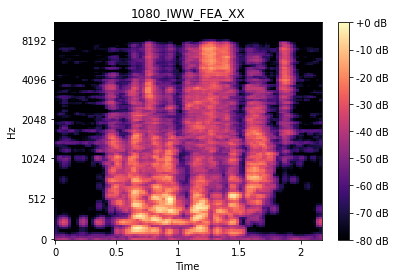 1080_IWW_FEA_XX
8192
4096
2048
1024
512
0
Hz
0
0.5
1
1.5
2
Time
+0 dB
-10 dB
-20 dB
-30 dB
-40 dB
-50 dB
-60 dB
-70 dB
-80 dB